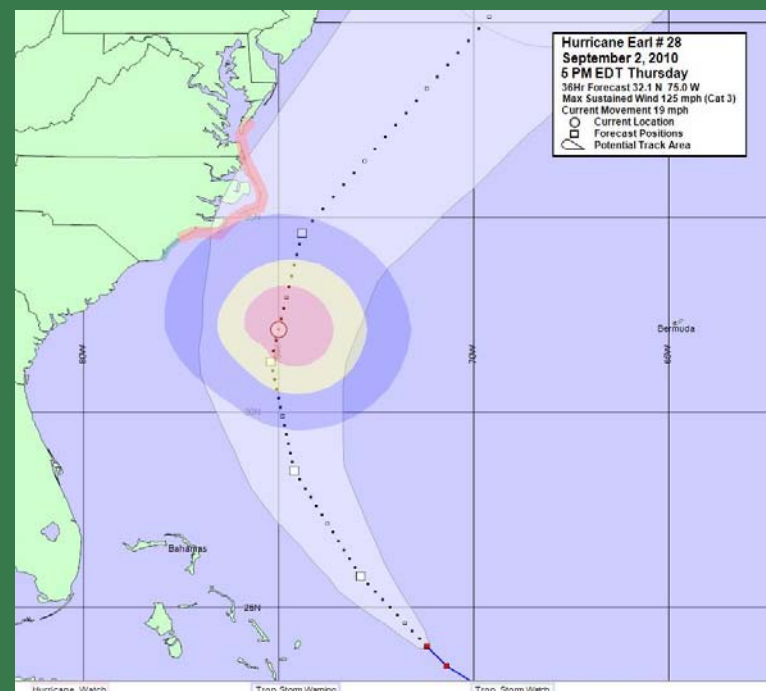 Hurricane Earl # 28
September 2, 2010
5 PM EDT Thursday
36Hr Forecast 32.1 N 75.0 W
Max Sustained Wind 125 mph (Cat 3)
Current Movement 19 mph
Current Location
Forecast Positions
Potential Track Area
Bermuda
80W
70W
30N
Bahamas
25N
Hurricane Watch
Trop Storm Warning
Trop Storm Watch